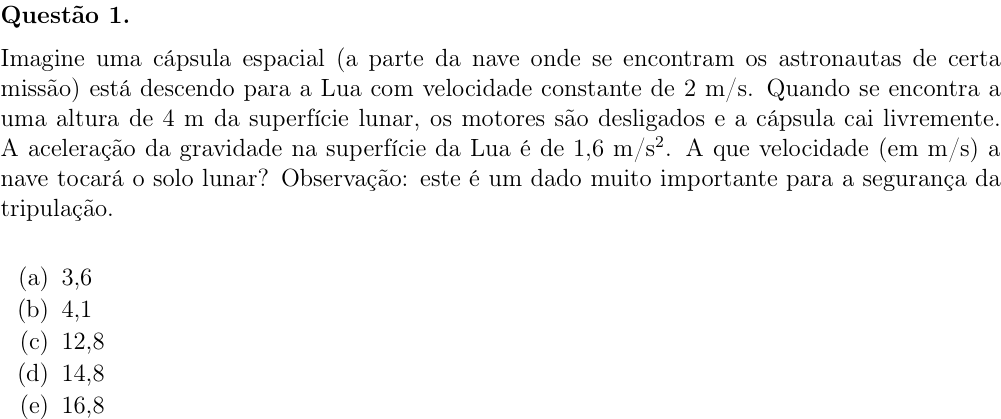 Questão 1.
Imagine uma cápsula espacial (a parte da nave onde se encontram os astronautas de certa
missão) está descendo para a Lua com velocidade constante de 2 m/s. Quando se encontra a
uma altura de 4 m da superfície lunar, os motores são desligados e a cápsula cai livremente.
A aceleração da gravidade na superfície da Lua é de 1,6 m/s². A que velocidade (em m/s) a
nave tocará o solo lunar? Observação: este é um dado muito importante para a segurança da
tripulação.
(a) 3,6
(b) 4,1
(c) 12,8
(d) 14,8
(e) 16,8